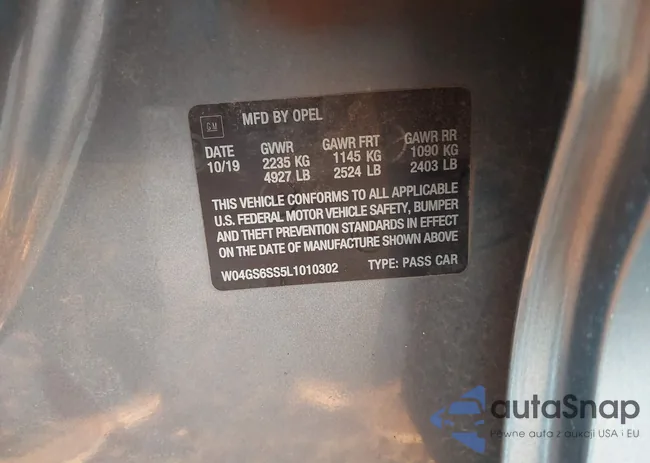 GM
MFD BY OPEL
DATE GVWR GAWR FRT GAWR RR
10/19 2235 KG 1145 KG 1090 KG
4927 LB 2524 LB 2403 LB
THIS VEHICLE CONFORMS TO ALL APPLICABLE
U.S. FEDERAL MOTOR VEHICLE SAFETY, BUMPER
AND THEFT PREVENTION STANDARDS IN EFFECT
ON THE DATE OF MANUFACTURE SHOWN ABOVE
W04GS6SS5L1010302 TYPE: PASS CAR
autaSnap
Pewne auta z aukcji USA i EU